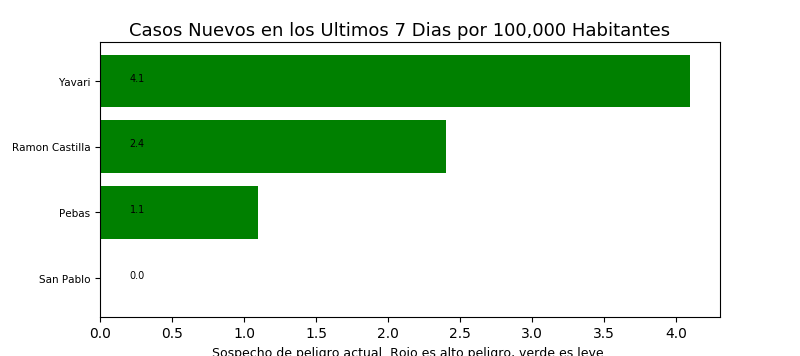 Casos Nuevos en los Ultimos 7 Dias por 100,000 Habitantes
Yavari 4.1
Ramon Castilla 2.4
Pebas 1.1
San Pablo 0.0
0.0 0.5 1.0 1.5 2.0 2.5 3.0 3.5 4.0
Sospecho de peligro actual. Rojo es alto peligro, verde es leve